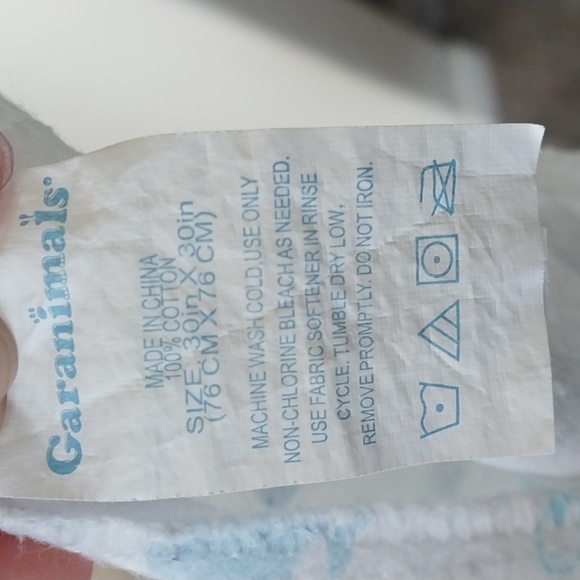 Garanimals
MADE IN CHINA
100% COTTON
SIZE. 30in X 30in
(76 CM X 76 CM)
MACHINE WASH COLD, USE ONLY
NON-CHLORINE BLEACH AS NEEDED.
USE FABRIC SOFTENER IN RINSE
CYCLE. TUMBLE DRY LOW,
REMOVE PROMPTLY. DO NOT IRON.